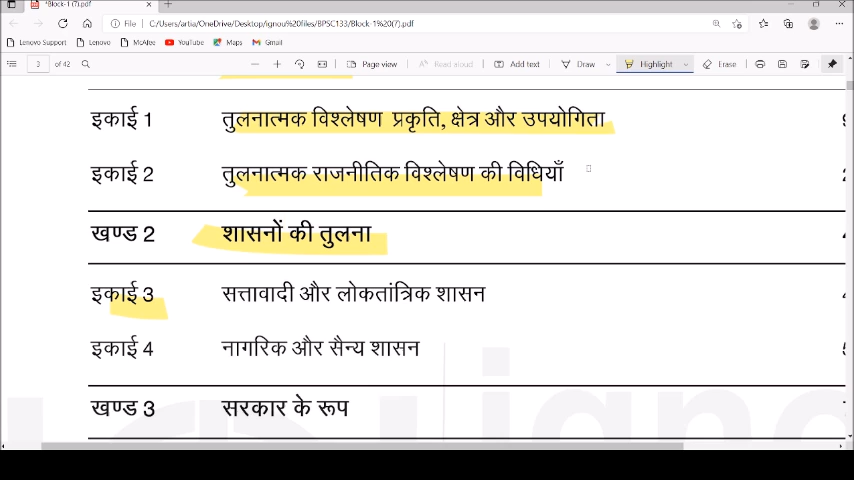 *Block-1 (7).pdf
File C:/Users/artia/OneDrive/Desktop/ignou%20files/BPSC133/Block-1%20(7).pdf
Lenovo Support Lenovo McAfee YouTube Maps Gmail
3 of 42 Page view Read aloud Add text Draw Highlight Erase
इकाई 1 तुलनात्मक विश्लेषण प्रकृति, क्षेत्र और उपयोगिता
इकाई 2 तुलनात्मक राजनीतिक विश्लेषण की विधियाँ
खण्ड 2 शासनों की तुलना
इकाई 3 सत्तावादी और लोकतांत्रिक शासन
इकाई 4 नागरिक और सैन्य शासन
खण्ड 3 सरकार के रूप